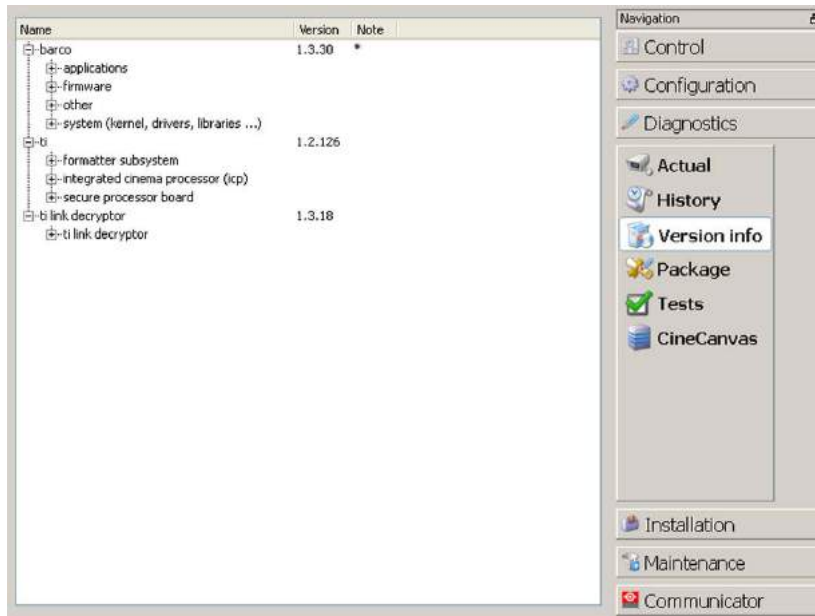 Name Version Note
barco 1.3.30 *
applications
firmware
other
system (kernel, drivers, libraries ...)
ti 1.2.126
formatter subsystem
integrated cinema processor (icp)
secure processor board
ti link decryptor 1.3.18
ti link decryptor
Navigation
Control
Configuration
Diagnostics
Actual
History
Version info
Package
Tests
CineCanvas
Installation
Maintenance
Communicator